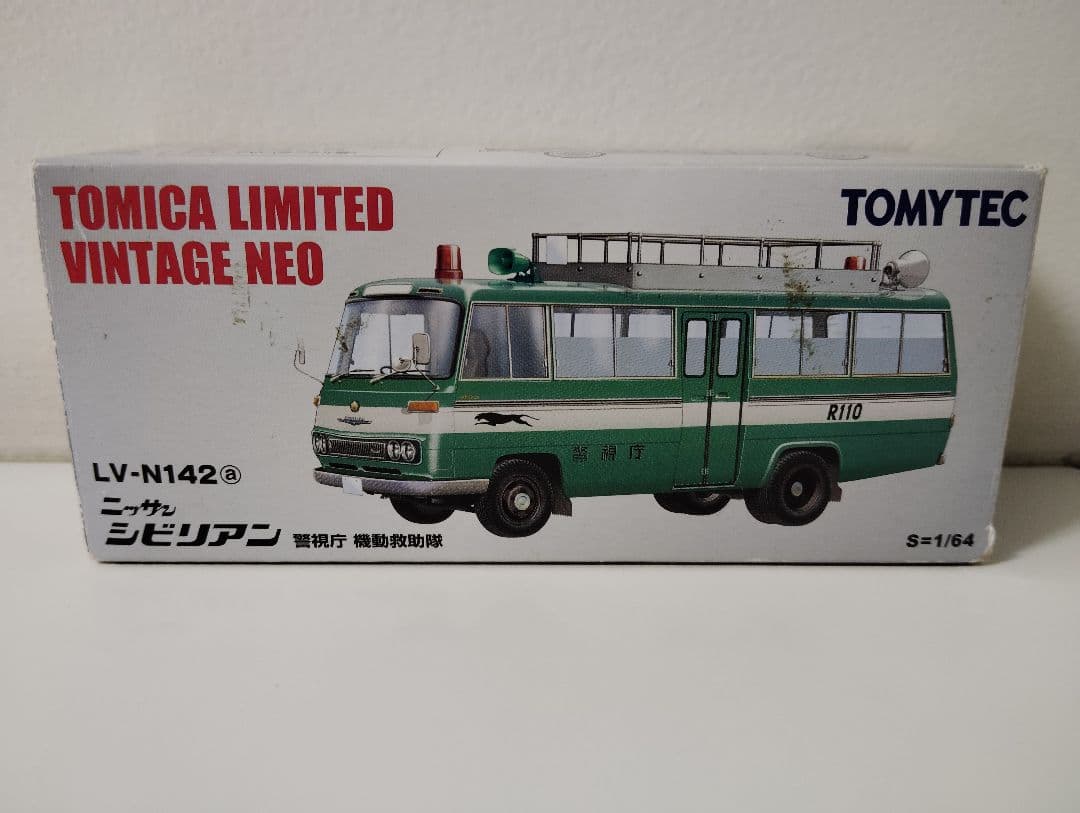 TOMICA LIMITED
VINTAGE NEO
TOMYTEC
R110
警視庁
LV-N142ⓐ
ニッサン
シビリアン 警視庁 機動救助隊
S=1/64